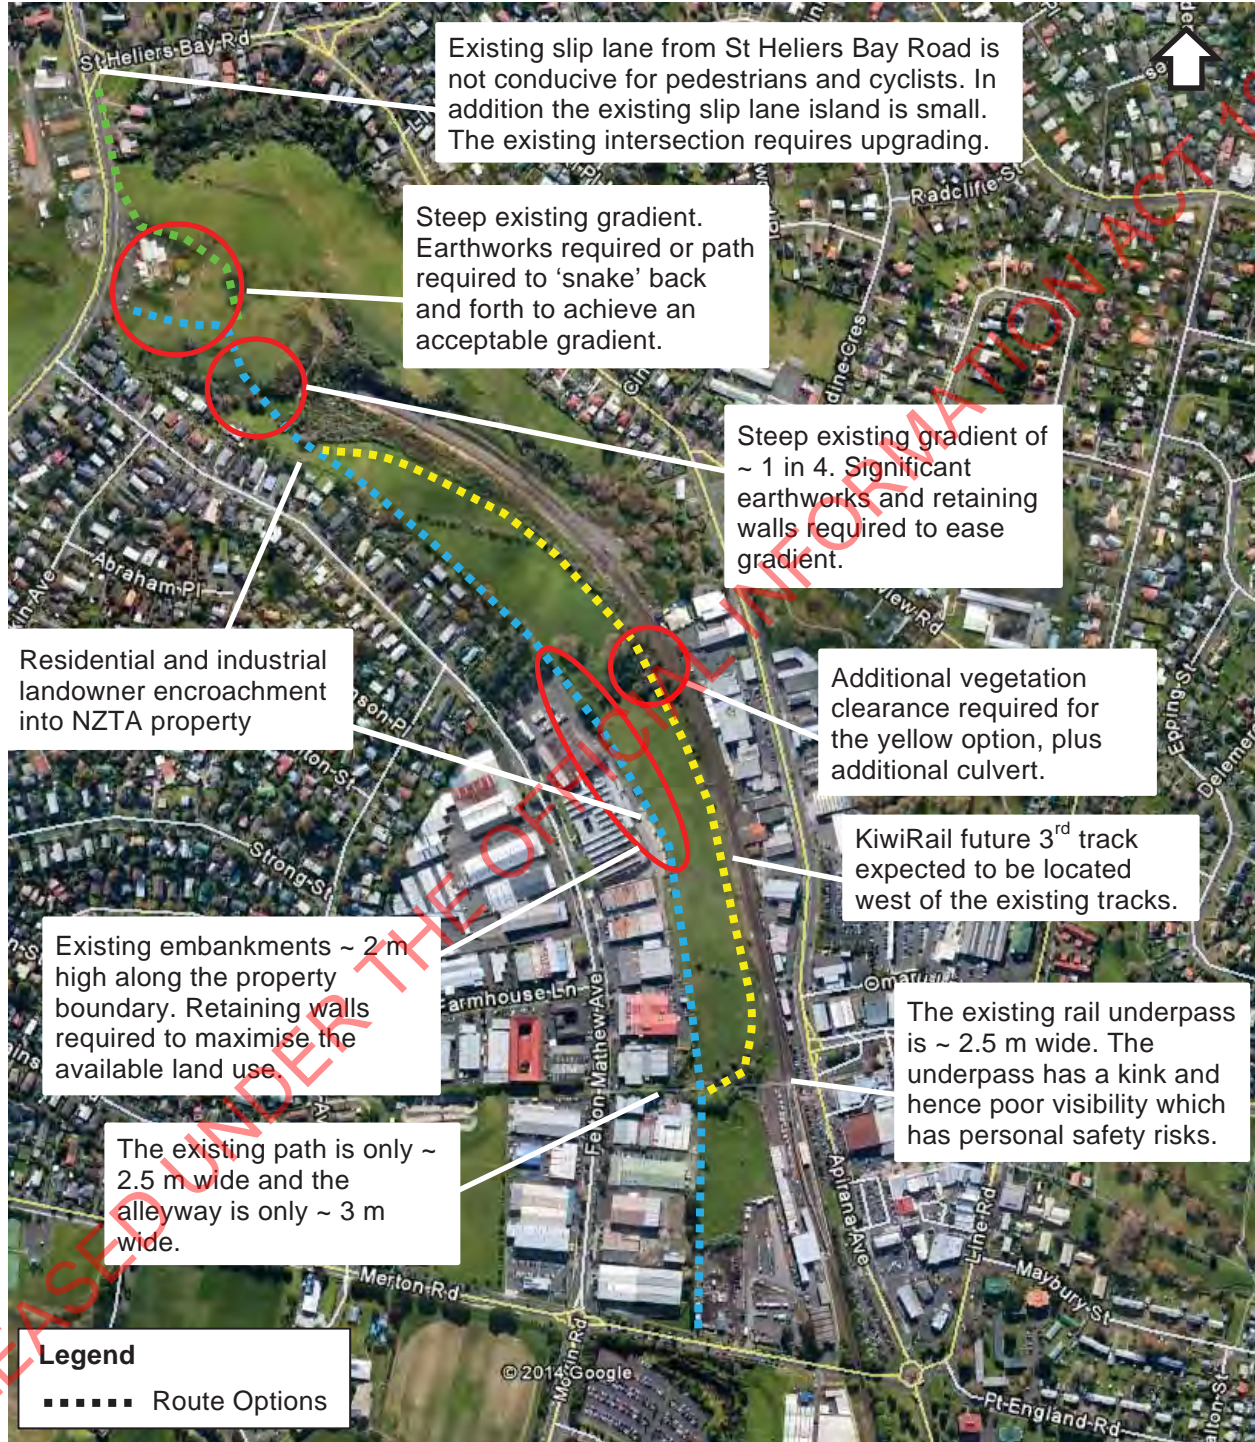 St Heliers Bay Rd
Existing slip lane from St Heliers Bay Road is
not conducive for pedestrians and cyclists. In
addition the existing slip lane island is small.
The existing intersection requires upgrading.
Radcliffe St
Steep existing gradient.
Earthworks required or path
required to ‘snake’ back
and forth to achieve an
acceptable gradient.
Steep existing gradient of
~ 1 in 4. Significant
earthworks and retaining
walls required to ease
gradient.
Abraham Pl
Residential and industrial
landowner encroachment
into NZTA property
Additional vegetation
clearance required for
the yellow option, plus
additional culvert.
Epping St
Strong St
KiwiRail future 3rd track
expected to be located
west of the existing tracks.
Existing embankments ~ 2 m
high along the property
boundary. Retaining walls
required to maximise the
available land use.
armhouse Ln
Felton Mathew Ave
The existing rail underpass
is ~ 2.5 m wide. The
underpass has a kink and
hence poor visibility which
has personal safety risks.
The existing path is only ~
2.5 m wide and the
alleyway is only ~ 3 m
wide.
Apirana Ave
Line Rd
Maybury St
Merton Rd
Legend
Route Options
© 2014 Google
Pt England Rd
EASED UNDER THE OFFICIAL INFORMATION ACT 19